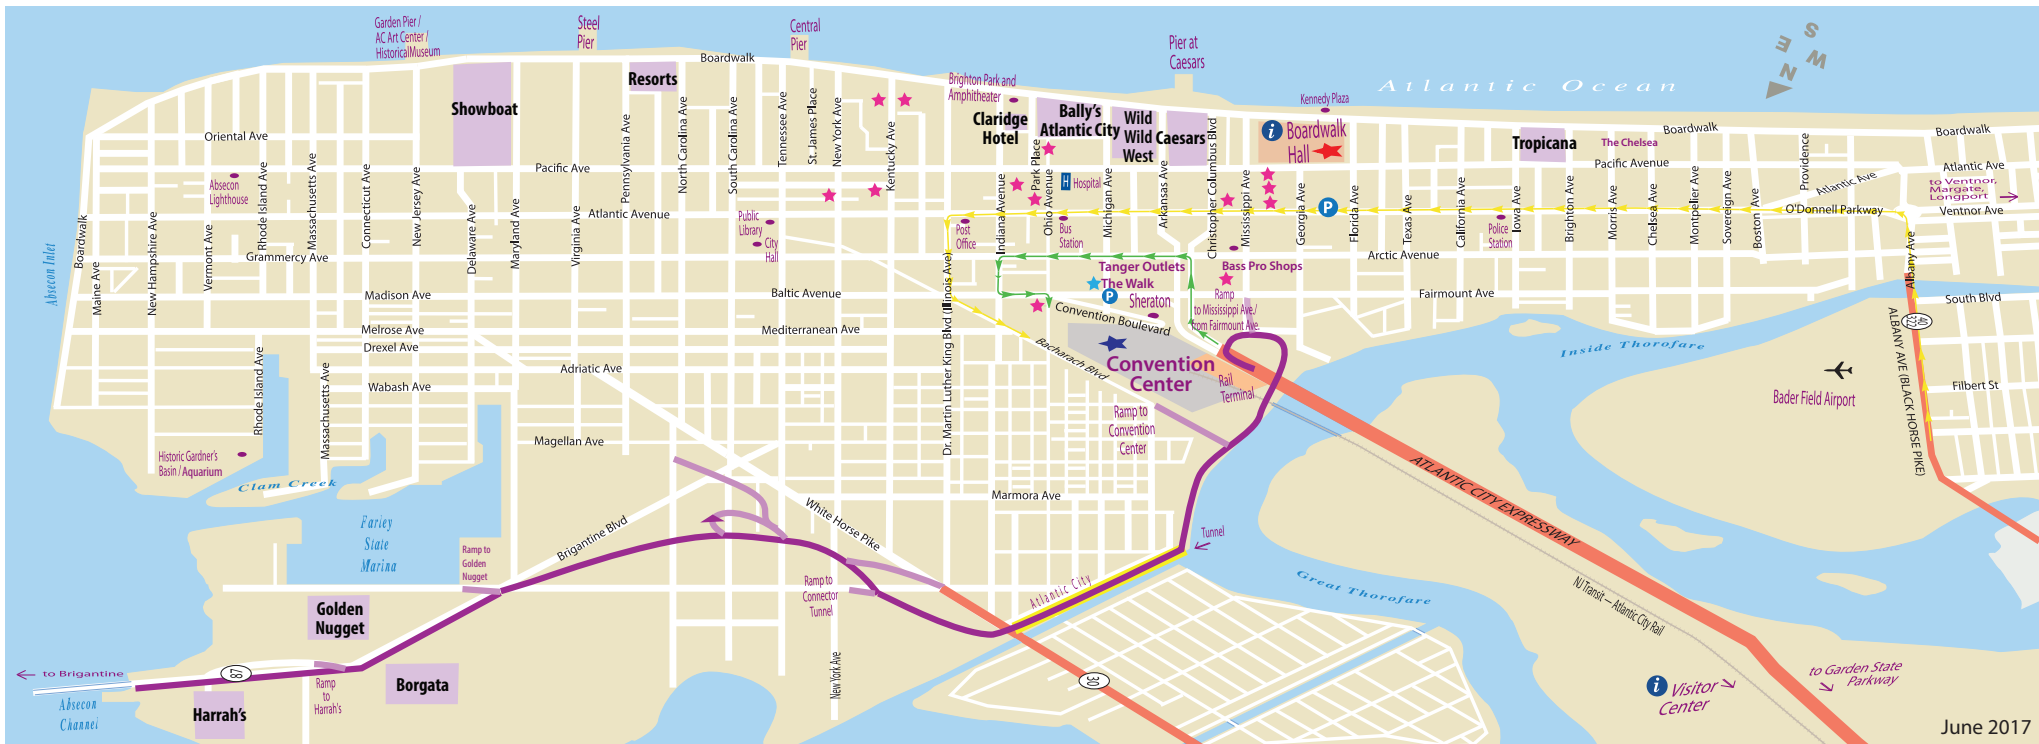 Garden Pier /
AC Art Center /
HistoricalMuseum
Steel
Pier
Central
Pier
Pier at
Caesars
Atlantic Ocean
S
W
E
N
Boardwalk
Resorts
Showboat
Brighton Park and
Amphitheater
Claridge
Hotel
Bally's
Atlantic City
Wild
Wild
West
Caesars
Kennedy Plaza
i
Boardwalk
Hall
Tropicana
The Chelsea
Boardwalk
Boardwalk
Oriental Ave
Pacific Ave
Pacific Avenue
Atlantic Ave
Atlantic Ave
to Ventnor,
Margate,
Longport
Ventnor Ave
O'Donnell Parkway
Providence
Absecon
Lighthouse
Atlantic Avenue
Public
Library
City
Hall
Post
Office
H
Hospital
Bus
Station
P
Police
Station
Absecon Inlet
Boardwalk
Maine Ave
New Hampshire Ave
Vermont Ave
Rhode Island Ave
Massachusetts Ave
Connecticut Ave
New Jersey Ave
Delaware Ave
Maryland Ave
Virginia Ave
Pennsylvania Ave
North Carolina Ave
South Carolina Ave
Tennessee Ave
St. James Place
New York Ave
Kentucky Ave
Dr. Martin Luther King Blvd (Illinois Ave)
Indiana Avenue
Park Place
Ohio Avenue
Michigan Ave
Arkansas Ave
Christopher Columbus Blvd
Mississippi Ave
Georgia Ave
Florida Ave
Texas Ave
California Ave
Iowa Ave
Brighton Ave
Morris Ave
Chelsea Ave
Montpelier Ave
Sovereign Ave
Boston Ave
Albany Ave
Grammercy Ave
Arctic Avenue
Tanger Outlets
The Walk
P
Bass Pro Shops
Sheraton
Ramp
to Mississippi Ave./
from Fairmount Ave.
Madison Ave
Baltic Avenue
Fairmount Ave
South Blvd
Melrose Ave
Mediterranean Ave
Convention Boulevard
Drexel Ave
Bacharach Blvd
Convention
Center
Rail
Terminal
Inside Thorofare
40
322
ALBANY AVE (BLACK HORSE PIKE)
Adriatic Ave
Wabash Ave
Rhode Island Ave
Massachusetts Ave
Bader Field Airport
Filbert St
Ramp to
Convention
Center
Magellan Ave
Historic Gardner's
Basin / Aquarium
Clam Creek
Farley
State
Marina
Marmora Ave
White Horse Pike
Brigantine Blvd
ATLANTIC CITY EXPRESSWAY
NJ Transit — Atlantic City Rail
Tunnel
Ramp to
Golden
Nugget
Ramp to
Connector
Tunnel
Atlantic City
Great Thorofare
Golden
Nugget
New York Ave
30
to Brigantine
87
Ramp
to
Harrah's
Borgata
Harrah's
Absecon
Channel
i
Visitor
Center
to Garden State
Parkway
June 2017